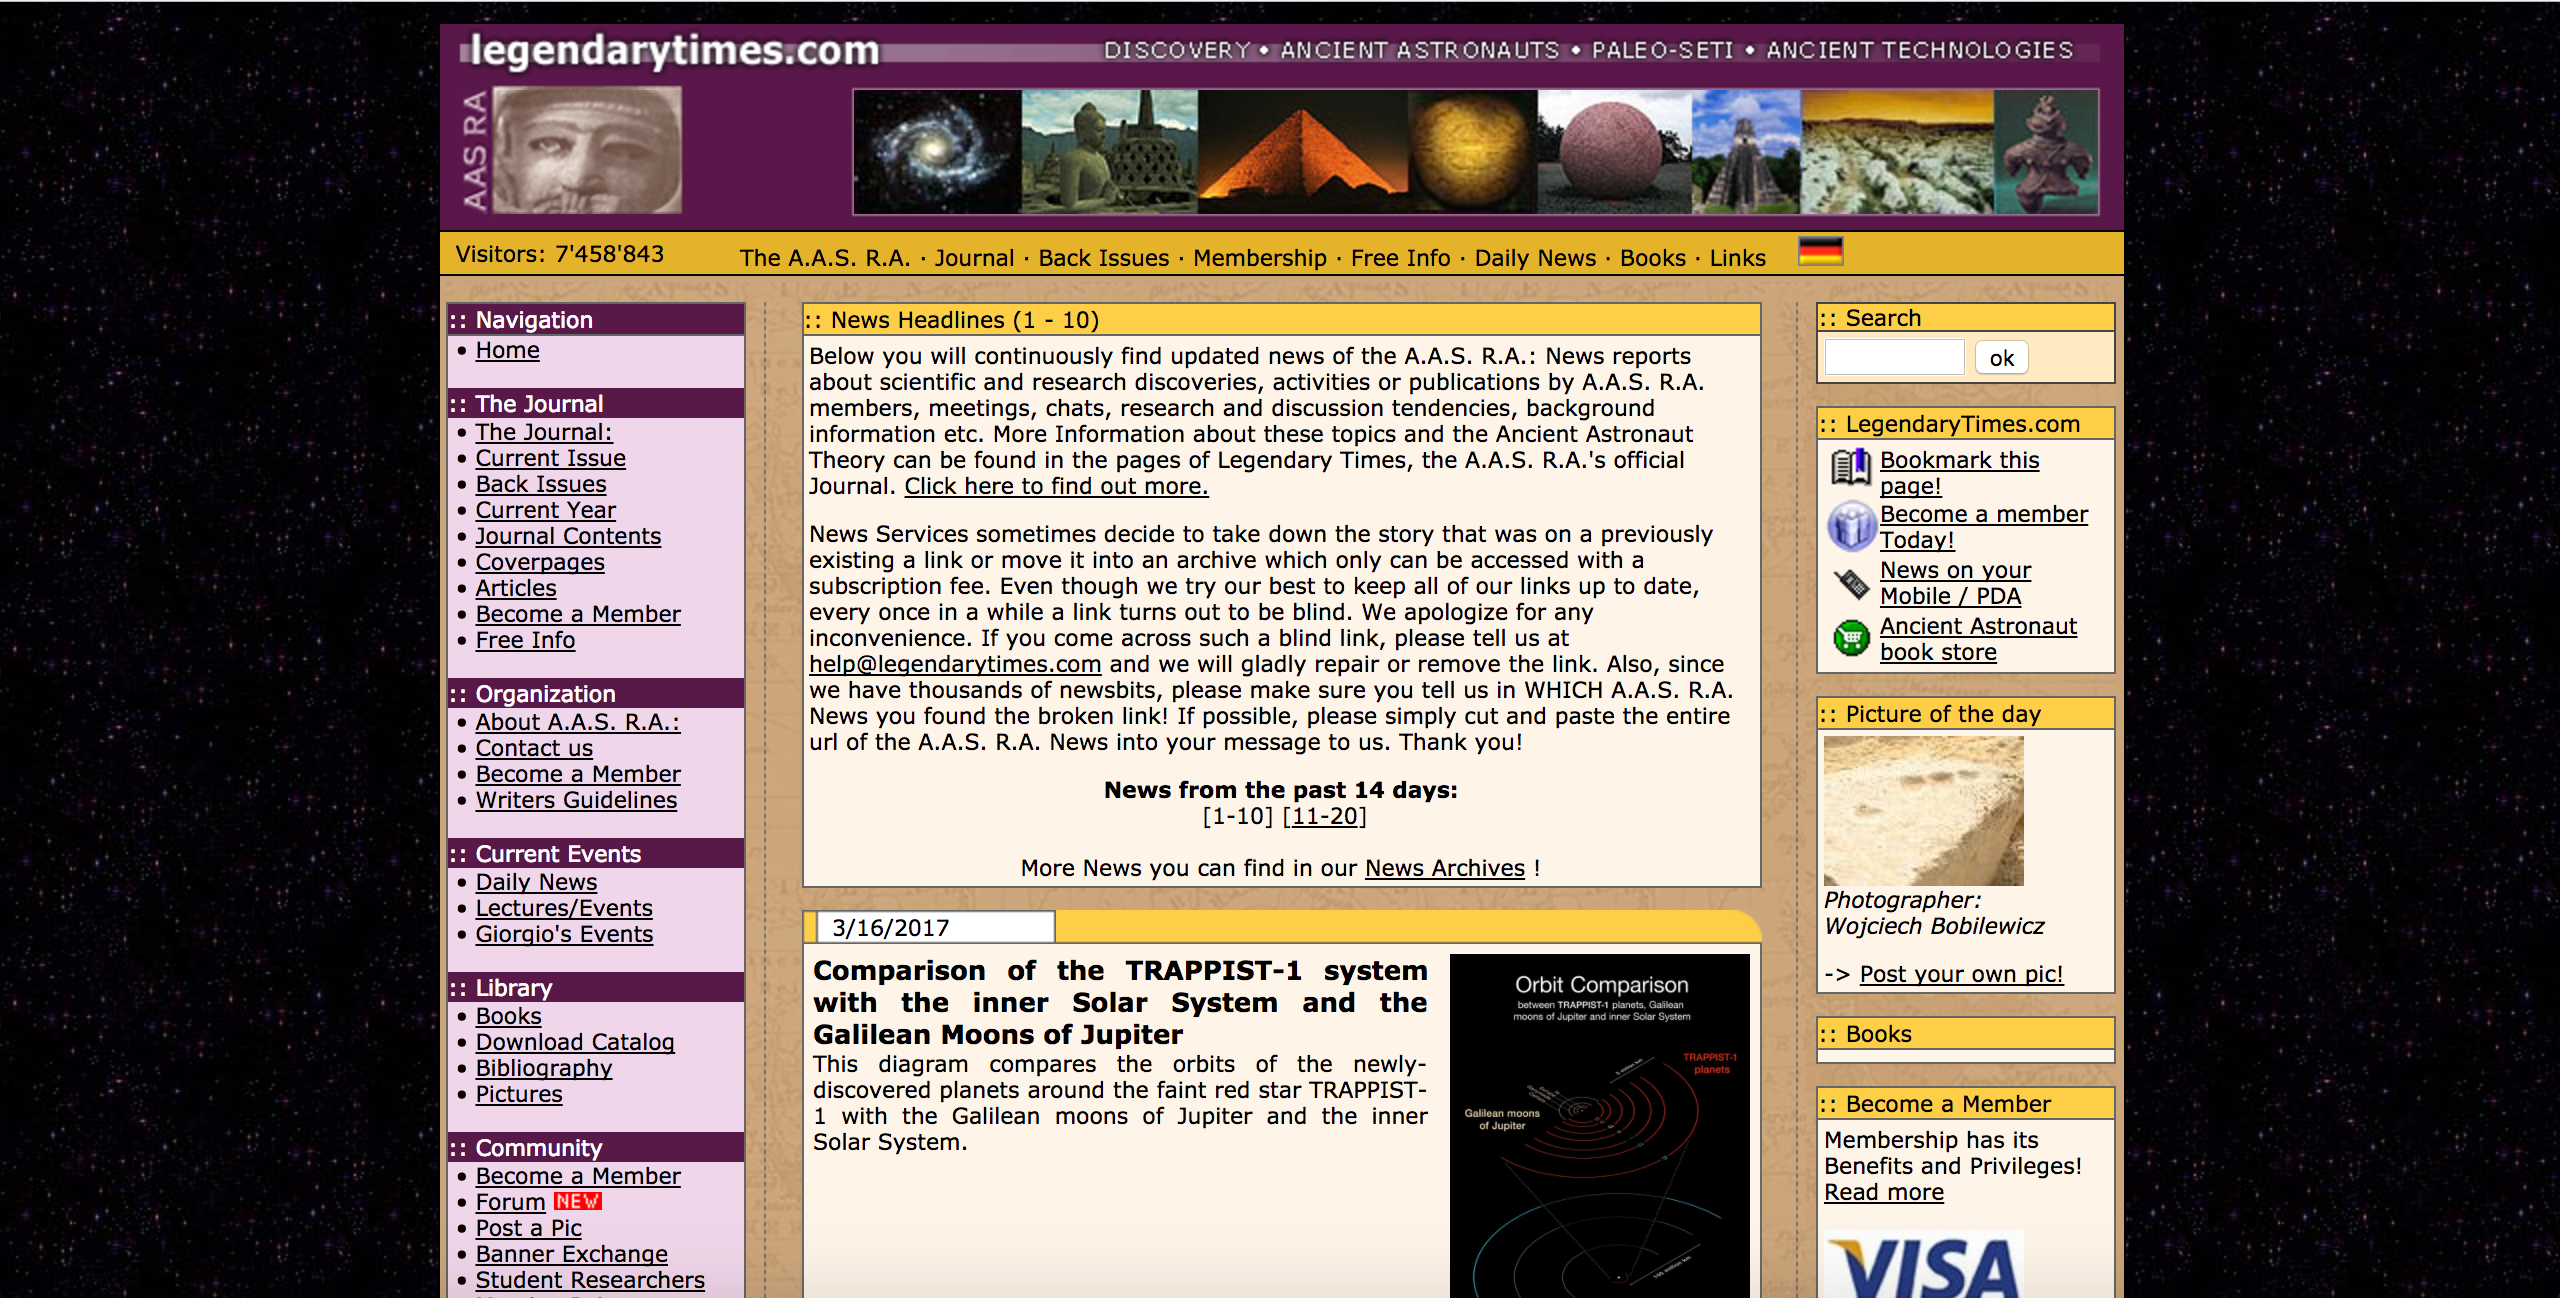 legendarytimes.com
DISCOVERY • ANCIENT ASTRONAUTS • PALEO-SETI • ANCIENT TECHNOLOGIES
AAS RA
Visitors: 7'458'843
The A.A.S. R.A. · Journal · Back Issues · Membership · Free Info · Daily News · Books · Links
:: Navigation
• Home
:: The Journal
• The Journal:
• Current Issue
• Back Issues
• Current Year
• Journal Contents
• Coverpages
• Articles
• Become a Member
• Free Info
:: Organization
• About A.A.S. R.A.:
• Contact us
• Become a Member
• Writers Guidelines
:: Current Events
• Daily News
• Lectures/Events
• Giorgio's Events
:: Library
• Books
• Download Catalog
• Bibliography
• Pictures
:: Community
• Become a Member
• Forum NEW
• Post a Pic
• Banner Exchange
• Student Researchers
:: News Headlines (1 - 10)
Below you will continuously find updated news of the A.A.S. R.A.: News reports
about scientific and research discoveries, activities or publications by A.A.S. R.A.
members, meetings, chats, research and discussion tendencies, background
information etc. More Information about these topics and the Ancient Astronaut
Theory can be found in the pages of Legendary Times, the A.A.S. R.A.'s official
Journal. Click here to find out more.
News Services sometimes decide to take down the story that was on a previously
existing a link or move it into an archive which only can be accessed with a
subscription fee. Even though we try our best to keep all of our links up to date,
every once in a while a link turns out to be blind. We apologize for any
inconvenience. If you come across such a blind link, please tell us at
help@legendarytimes.com and we will gladly repair or remove the link. Also, since
we have thousands of newsbits, please make sure you tell us in WHICH A.A.S. R.A.
News you found the broken link! If possible, please simply cut and paste the entire
url of the A.A.S. R.A. News into your message to us. Thank you!
News from the past 14 days:
[1-10] [11-20]
More News you can find in our News Archives !
3/16/2017
Comparison of the TRAPPIST-1 system
with the inner Solar System and the
Galilean Moons of Jupiter
This diagram compares the orbits of the newly-
discovered planets around the faint red star TRAPPIST-
1 with the Galilean moons of Jupiter and the inner
Solar System.
Orbit Comparison
between TRAPPIST-1 planets, Galilean
moons of Jupiter and inner Solar System
TRAPPIST-1
planets
Galilean moons
of Jupiter
:: Search
ok
:: LegendaryTimes.com
Bookmark this
page!
Become a member
Today!
News on your
Mobile / PDA
Ancient Astronaut
book store
:: Picture of the day
Photographer:
Wojciech Bobilewicz
-> Post your own pic!
:: Books
:: Become a Member
Membership has its
Benefits and Privileges!
Read more
VISA